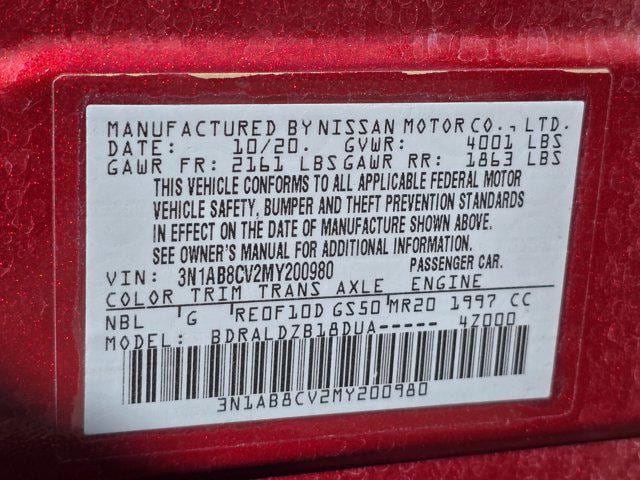 MANUFACTURED BY NISSAN MOTOR CO., LTD.
DATE: 10/20. GVWR: 4001 LBS
GAWR FR: 2161 LBS GAWR RR: 1863 LBS
THIS VEHICLE CONFORMS TO ALL APPLICABLE FEDERAL MOTOR
VEHICLE SAFETY, BUMPER AND THEFT PREVENTION STANDARDS
IN EFFECT ON THE DATE OF MANUFACTURE SHOWN ABOVE.
SEE OWNER'S MANUAL FOR ADDITIONAL INFORMATION.
VIN: 3N1AB8CV2MY200980 PASSENGER CAR.
COLOR TRIM TRANS AXLE ENGINE
NBL G RE0F10D GS50 MR20 1997 CC
MODEL: BDRALDZB18DUA----- 4Z000
3N1AB8CV2MY200980